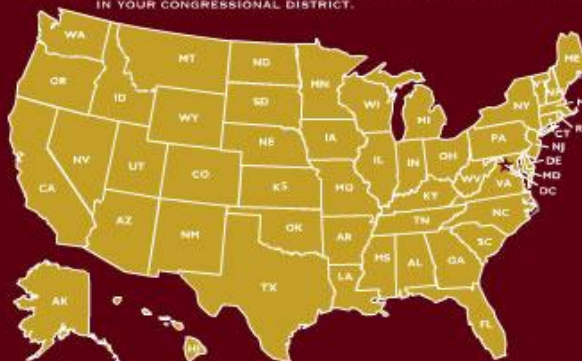 IN YOUR CONGRESSIONAL DISTRICT.
WA
MT
ND
MN
ME
OR
ID
SD
WI
MI
NY
VT
WY
IA
PA
CT
NJ
NV
UT
CO
NE
IL
IN
OH
DE
MD
DC
CA
KS
MO
WV
VA
KY
AZ
NM
OK
AR
TN
NC
SC
TX
LA
MS
AL
GA
FL
AK
HI